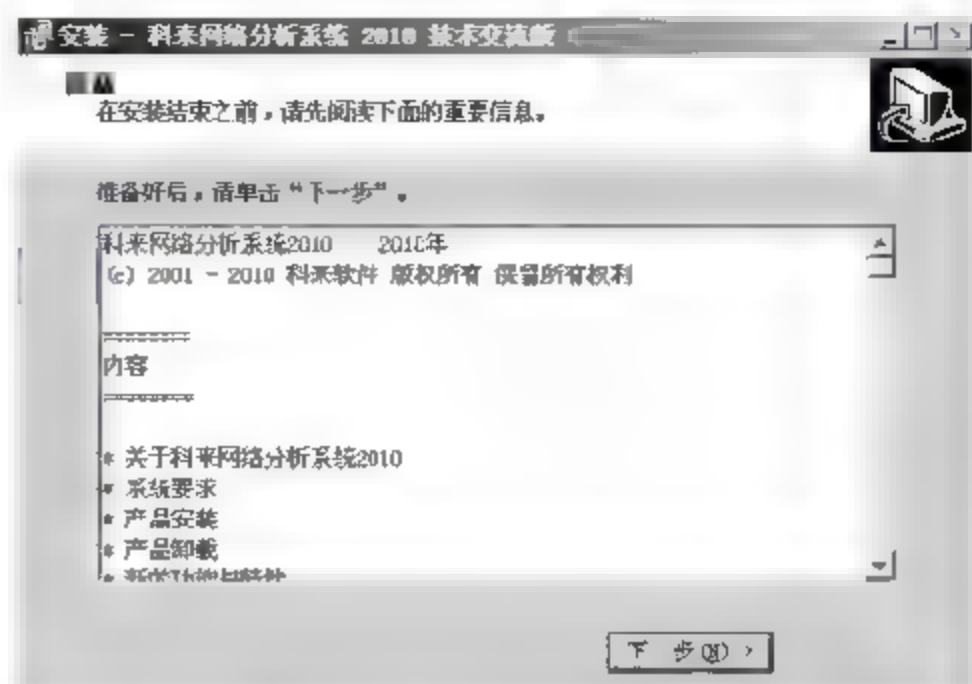 安装 - 科来网络分析系统 2010 技术交流版
在安装结束之前，请先阅读下面的重要信息。
准备好后，请单击“下一步”。
科来网络分析系统2010 2010年
(c) 2001 - 2010 科来软件 版权所有 保留所有权利
=========
内容
=========
* 关于科来网络分析系统2010
* 系统要求
* 产品安装
* 产品卸载
下 步(N) >